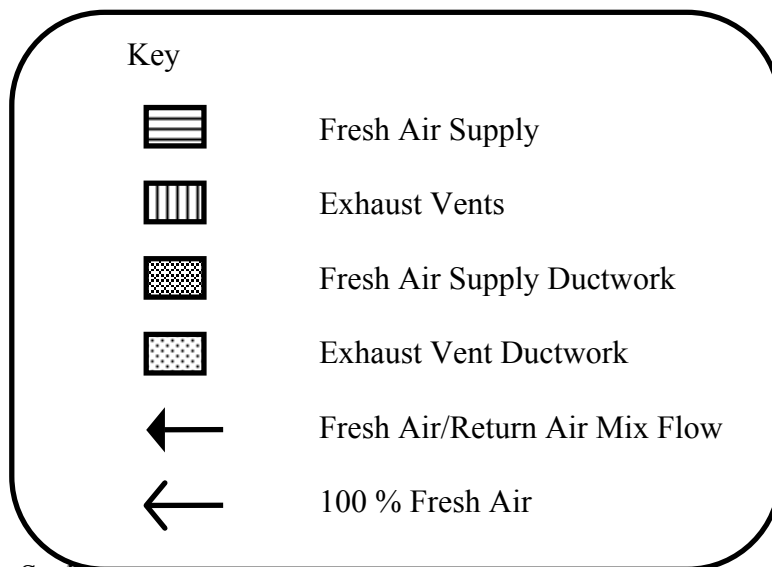 Key
Fresh Air Supply
Exhaust Vents
Fresh Air Supply Ductwork
Exhaust Vent Ductwork
Fresh Air/Return Air Mix Flow
100 % Fresh Air